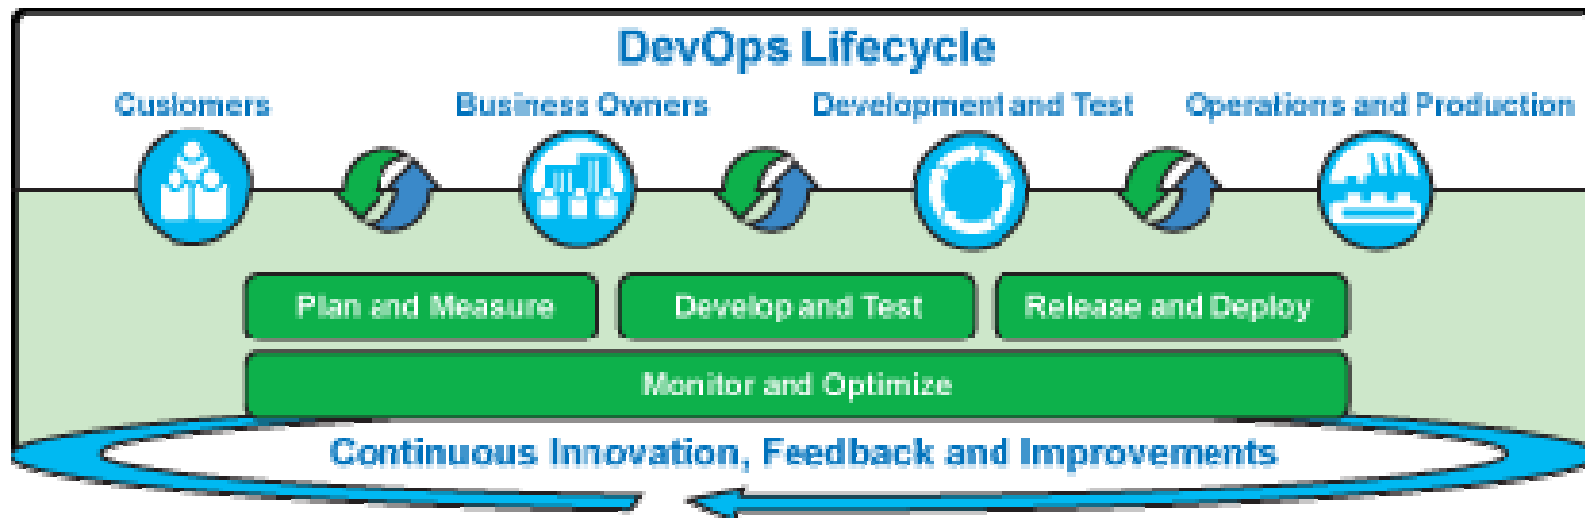 DevOps Lifecycle
Customers
Business Owners
Development and Test
Operations and Production
Plan and Measure
Develop and Test
Release and Deploy
Monitor and Optimize
Continuous Innovation, Feedback and Improvements